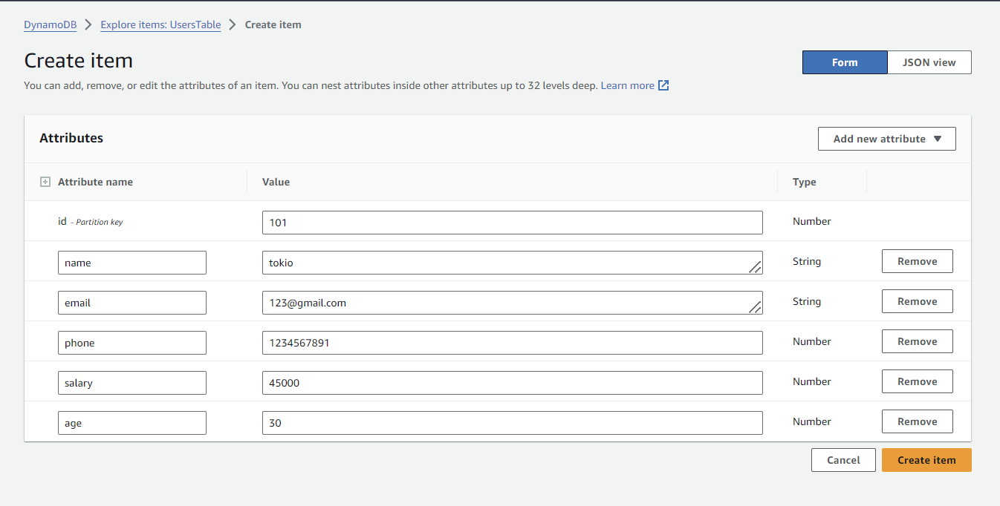 DynamoDB > Explore items: UsersTable > Create item
Create item
Form JSON view
You can add, remove, or edit the attributes of an item. You can nest attributes inside other attributes up to 32 levels deep. Learn more
Attributes
Add new attribute
Attribute name Value Type
id - Partition key 101 Number
name tokio String Remove
email 123@gmail.com String Remove
phone 1234567891 Number Remove
salary 45000 Number Remove
age 30 Number Remove
Cancel Create item